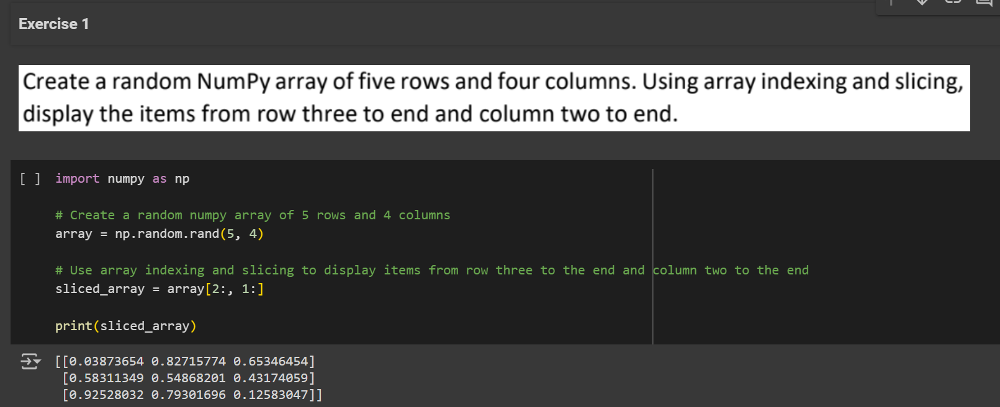 Exercise 1
Create a random NumPy array of five rows and four columns. Using array indexing and slicing,
display the items from row three to end and column two to end.
[ ] import numpy as np
# Create a random numpy array of 5 rows and 4 columns
array = np.random.rand(5, 4)
# Use array indexing and slicing to display items from row three to the end and column two to the end
sliced_array = array[2:, 1:]
print(sliced_array)
[[0.03873654 0.82715774 0.65346454]
[0.58311349 0.54868201 0.43174059]
[0.92528032 0.79301696 0.12583047]]